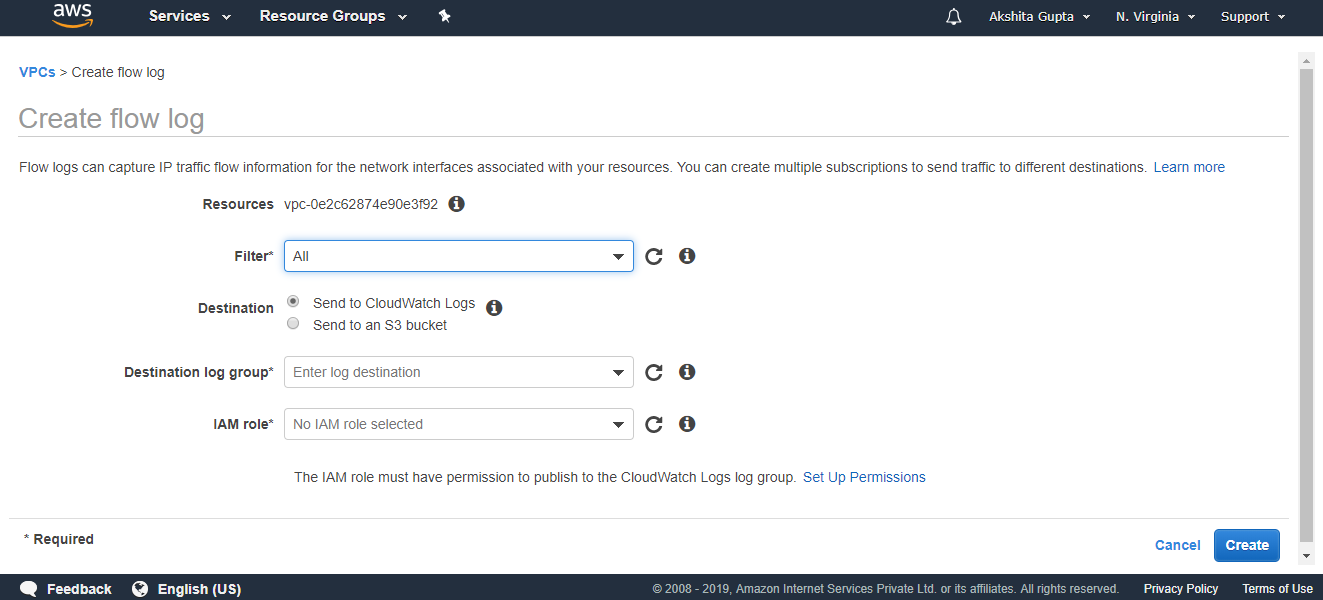 aws Services Resource Groups Akshita Gupta N. Virginia Support
VPCs > Create flow log
Create flow log
Flow logs can capture IP traffic flow information for the network interfaces associated with your resources. You can create multiple subscriptions to send traffic to different destinations. Learn more
Resources vpc-0e2c62874e90e3f92
Filter* All
Destination Send to CloudWatch Logs
Send to an S3 bucket
Destination log group* Enter log destination
IAM role* No IAM role selected
The IAM role must have permission to publish to the CloudWatch Logs log group. Set Up Permissions
* Required Cancel Create
Feedback English (US) © 2008 - 2019, Amazon Internet Services Private Ltd. or its affiliates. All rights reserved. Privacy Policy Terms of Use